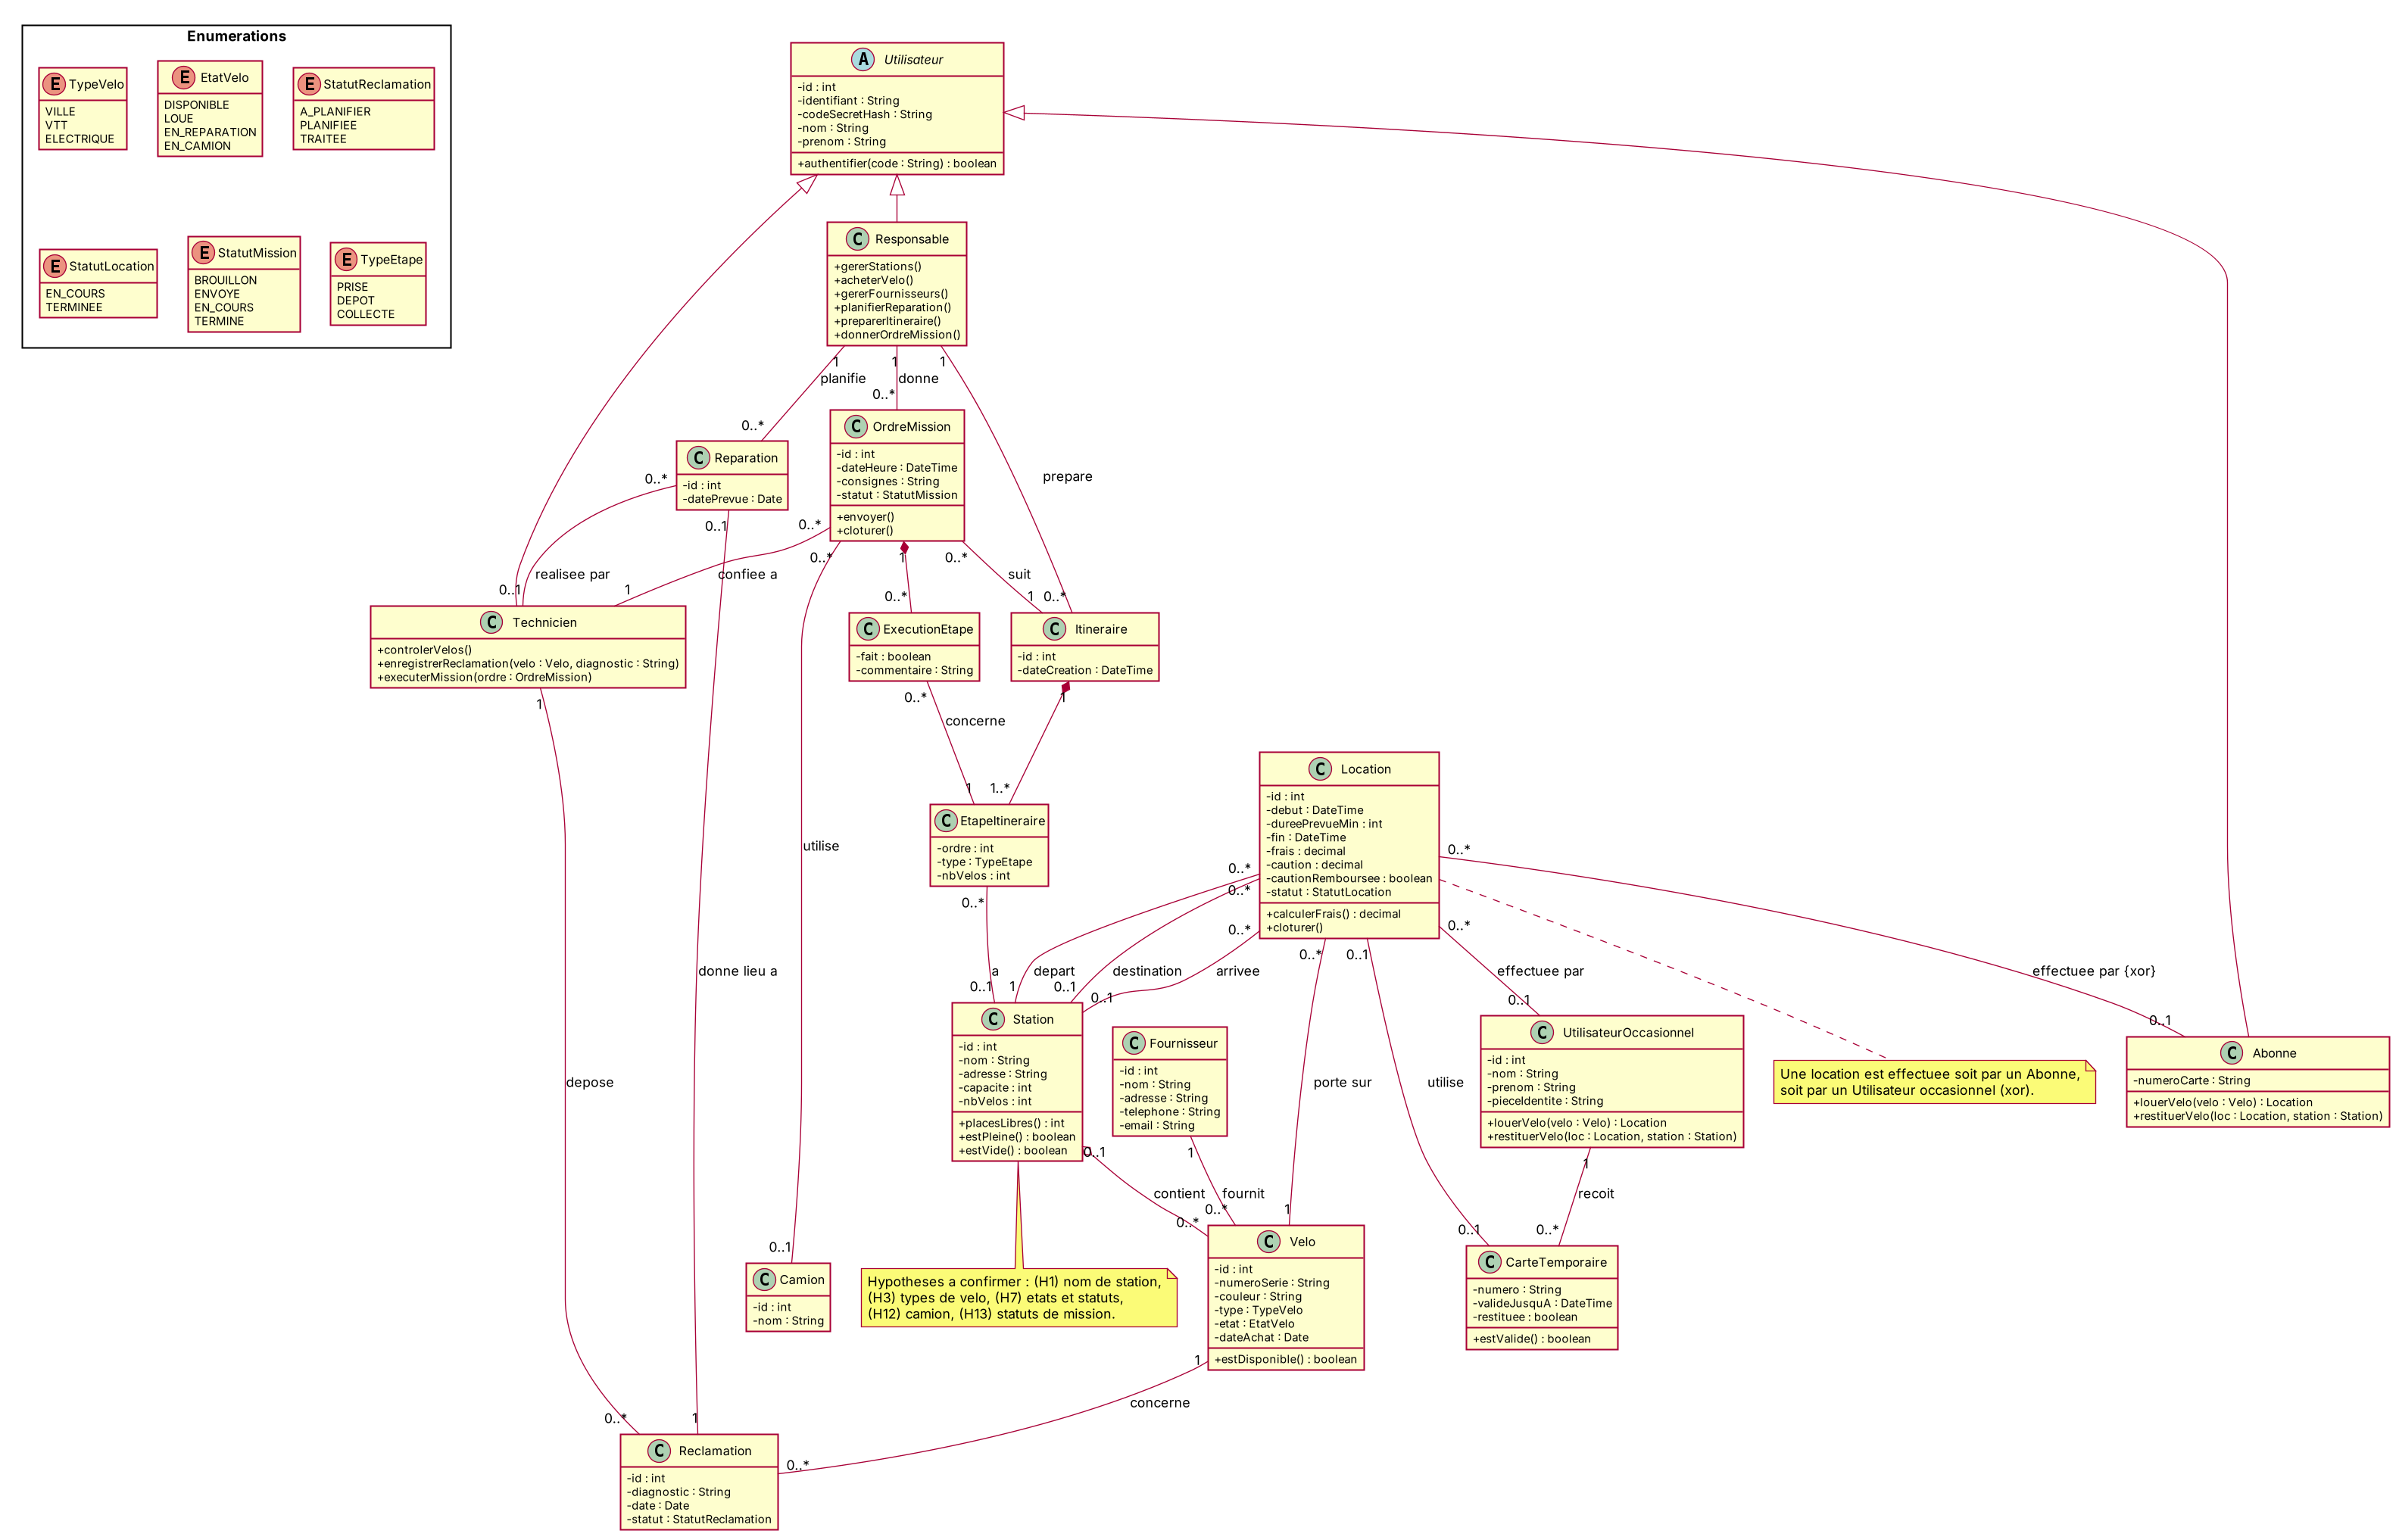 Enumerations
E TypeVelo
VILLE
VTT
ELECTRIQUE
E EtatVelo
DISPONIBLE
LOUE
EN_REPARATION
EN_CAMION
E StatutReclamation
A_PLANIFIER
PLANIFIEE
TRAITEE
E StatutLocation
EN_COURS
TERMINEE
E StatutMission
BROUILLON
ENVOYE
EN_COURS
TERMINE
E TypeEtape
PRISE
DEPOT
COLLECTE
A Utilisateur
-id : int
-identifiant : String
-codeSecretHash : String
-nom : String
-prenom : String
+authentifier(code : String) : boolean
C Responsable
+gererStations()
+acheterVelo()
+gererFournisseurs()
+planifierReparation()
+preparerItineraire()
+donnerOrdreMission()
1
planifie
0..*
1
donne
0..*
1
prepare
0..*
C Reparation
-id : int
-datePrevue : Date
C OrdreMission
-id : int
-dateHeure : DateTime
-consignes : String
-statut : StatutMission
+envoyer()
+cloturer()
0..*
realisee par
0..1
0..1
donne lieu a
1
0..*
confiee a
1
0..*
utilise
0..1
1
0..*
0..*
suit
1
C Technicien
+controlerVelos()
+enregistrerReclamation(velo : Velo, diagnostic : String)
+executerMission(ordre : OrdreMission)
C ExecutionEtape
-fait : boolean
-commentaire : String
C Itineraire
-id : int
-dateCreation : DateTime
1
depose
0..*
0..*
concerne
1
1
1..*
C EtapeItineraire
-ordre : int
-type : TypeEtape
-nbVelos : int
0..*
a
0..1
C Location
-id : int
-debut : DateTime
-dureePrevueMin : int
-fin : DateTime
-frais : decimal
-caution : decimal
-cautionRemboursee : boolean
-statut : StatutLocation
+calculerFrais() : decimal
+cloturer()
0..*
depart
1
0..*
destination
0..1
0..*
arrivee
0..1
0..*
porte sur
1
0..1
utilise
0..1
0..*
effectuee par
0..1
0..*
effectuee par {xor}
0..1
C Station
-id : int
-nom : String
-adresse : String
-capacite : int
-nbVelos : int
+placesLibres() : int
+estPleine() : boolean
+estVide() : boolean
C Fournisseur
-id : int
-nom : String
-adresse : String
-telephone : String
-email : String
C UtilisateurOccasionnel
-id : int
-nom : String
-prenom : String
-pieceIdentite : String
+louerVelo(velo : Velo) : Location
+restituerVelo(loc : Location, station : Station)
Une location est effectuee soit par un Abonne,
soit par un Utilisateur occasionnel (xor).
C Abonne
-numeroCarte : String
+louerVelo(velo : Velo) : Location
+restituerVelo(loc : Location, station : Station)
0..1
contient
0..*
1
fournit
0..*
1
recoit
0..*
C Camion
-id : int
-nom : String
Hypotheses a confirmer : (H1) nom de station,
(H3) types de velo, (H7) etats et statuts,
(H12) camion, (H13) statuts de mission.
C Velo
-id : int
-numeroSerie : String
-couleur : String
-type : TypeVelo
-etat : EtatVelo
-dateAchat : Date
+estDisponible() : boolean
C CarteTemporaire
-numero : String
-valideJusquA : DateTime
-restituee : boolean
+estValide() : boolean
1
concerne
0..*
C Reclamation
-id : int
-diagnostic : String
-date : Date
-statut : StatutReclamation